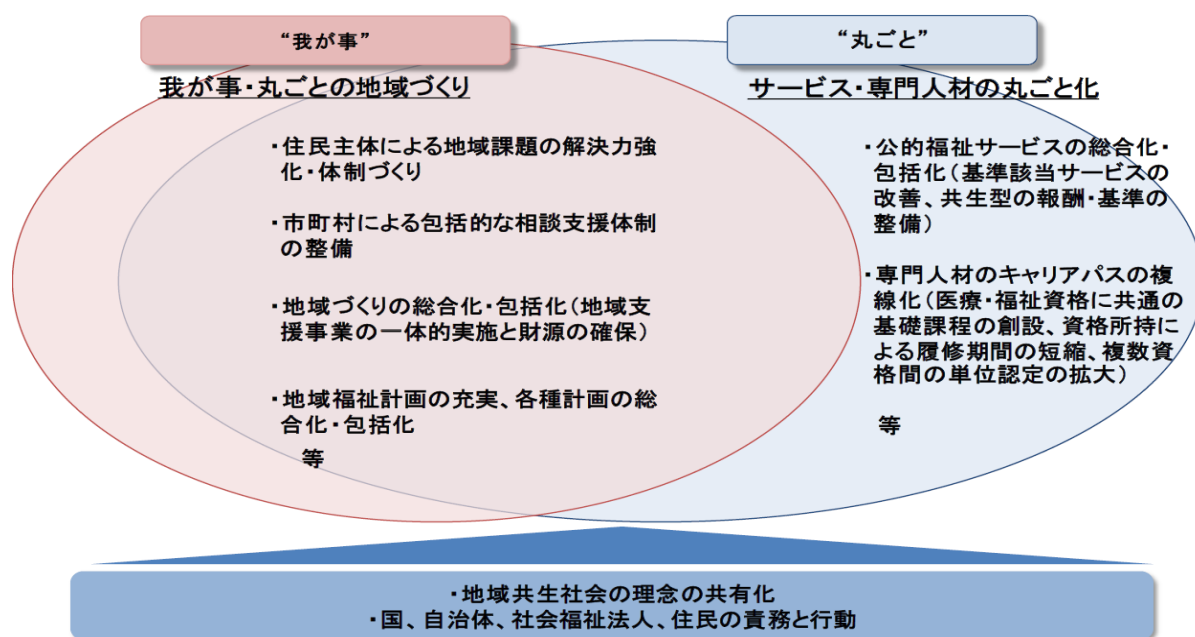 “我が事”
我が事・丸ごとの地域づくり
・住民主体による地域課題の解決力強
化・体制づくり
・市町村による包括的な相談支援体制
の整備
・地域づくりの総合化・包括化(地域支
援事業の一体的実施と財源の確保)
・地域福祉計画の充実、各種計画の総
合化・包括化
等
“丸ごと”
サービス・専門人材の丸ごと化
・公的福祉サービスの総合化・
包括化(基準該当サービスの
改善、共生型の報酬・基準の
整備)
・専門人材のキャリアパスの複
線化(医療・福祉資格に共通の
基礎課程の創設、資格所持に
よる履修期間の短縮、複数資
格間の単位認定の拡大)
等
・地域共生社会の理念の共有化
・国、自治体、社会福祉法人、住民の責務と行動